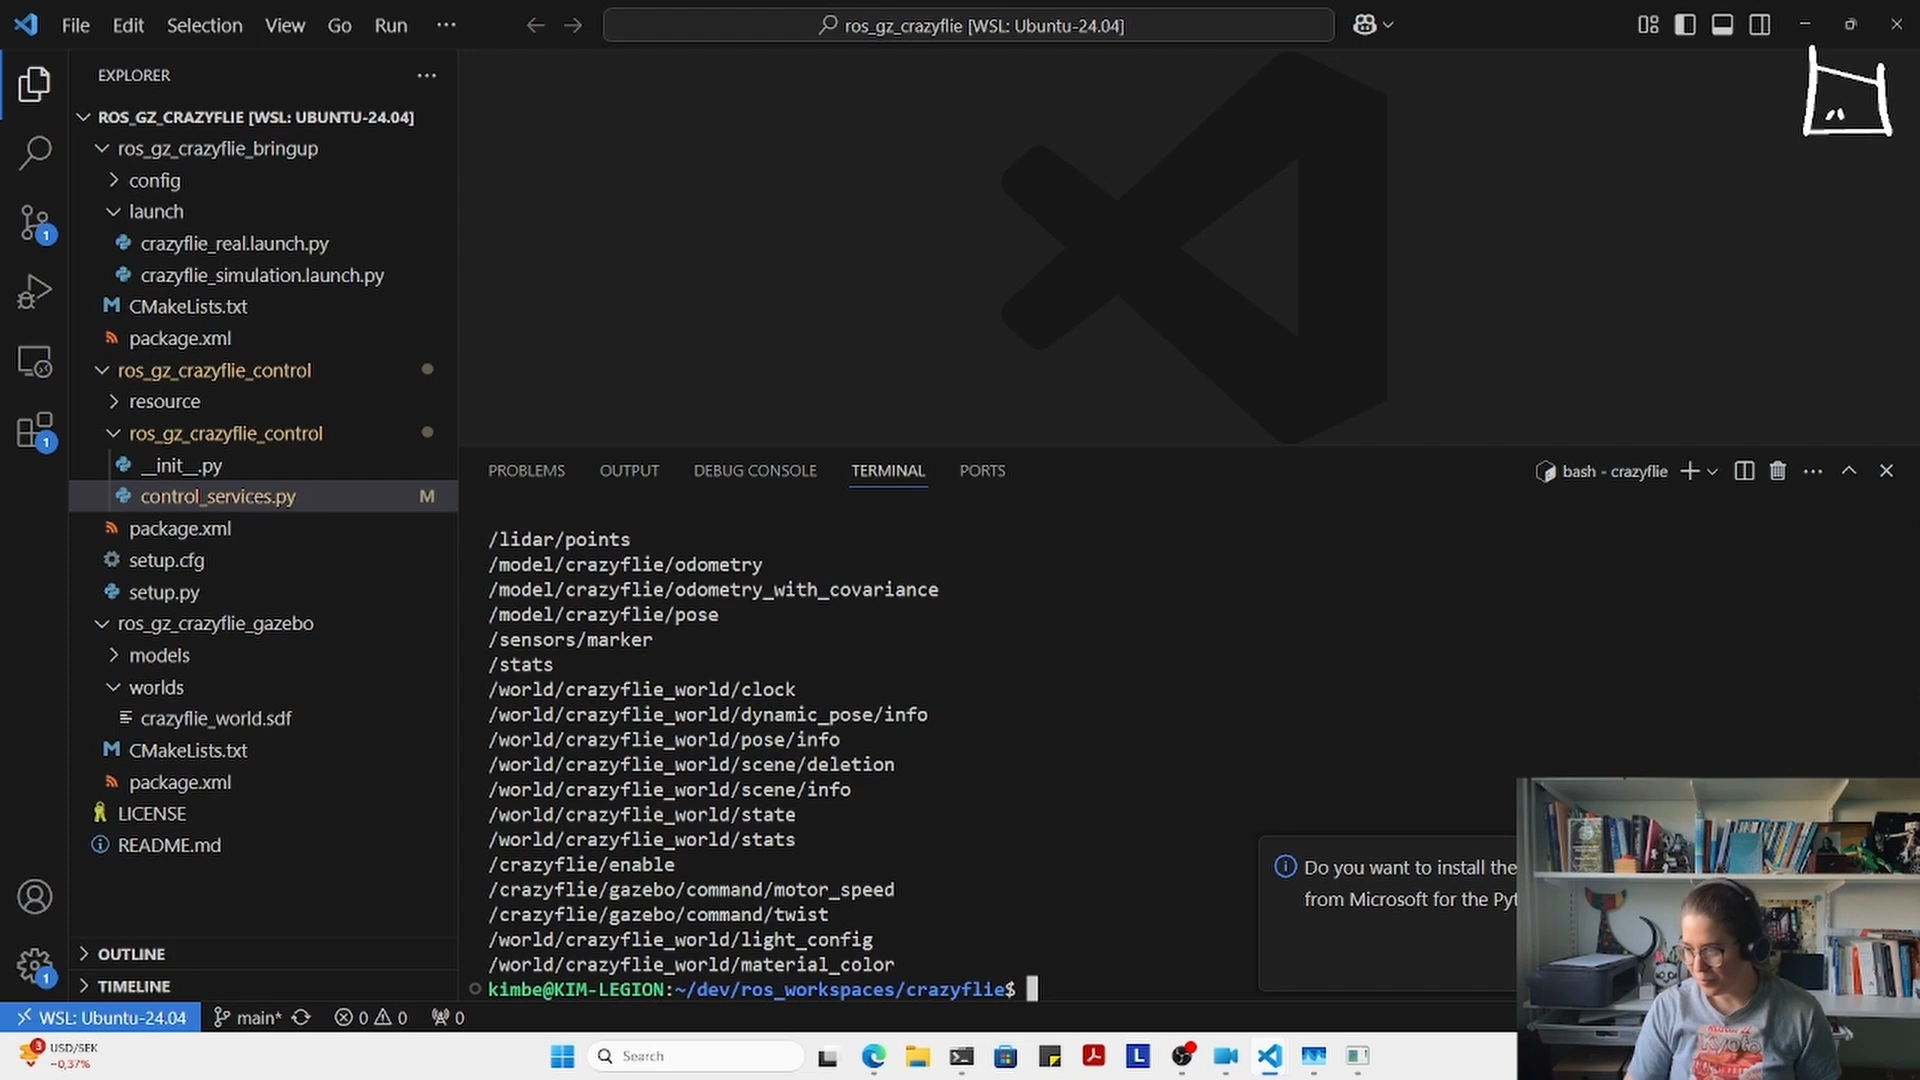 File Edit Selection View Go Run ···
ros_gz_crazyflie [WSL: Ubuntu-24.04]
EXPLORER
ROS_GZ_CRAZYFLIE [WSL: UBUNTU-24.04]
ros_gz_crazyflie_bringup
config
launch
crazyflie_real.launch.py
crazyflie_simulation.launch.py
CMakeLists.txt
package.xml
ros_gz_crazyflie_control
resource
ros_gz_crazyflie_control
__init__.py
control_services.py M
package.xml
setup.cfg
setup.py
ros_gz_crazyflie_gazebo
models
worlds
crazyflie_world.sdf
CMakeLists.txt
package.xml
LICENSE
README.md
OUTLINE
TIMELINE
1
1
1
PROBLEMS OUTPUT DEBUG CONSOLE TERMINAL PORTS
bash - crazyflie
/lidar/points
/model/crazyflie/odometry
/model/crazyflie/odometry_with_covariance
/model/crazyflie/pose
/sensors/marker
/stats
/world/crazyflie_world/clock
/world/crazyflie_world/dynamic_pose/info
/world/crazyflie_world/pose/info
/world/crazyflie_world/scene/deletion
/world/crazyflie_world/scene/info
/world/crazyflie_world/state
/world/crazyflie_world/stats
/crazyflie/enable
/crazyflie/gazebo/command/motor_speed
/crazyflie/gazebo/command/twist
/world/crazyflie_world/light_config
/world/crazyflie_world/material_color
kimbe@KIM-LEGION:~/dev/ros_workspaces/crazyflie$
Do you want to install the
from Microsoft for the Pyt
Kyoto
WSL: Ubuntu-24.04 main* 0 0 0
3
USD/SEK
-0,37%
Search
L